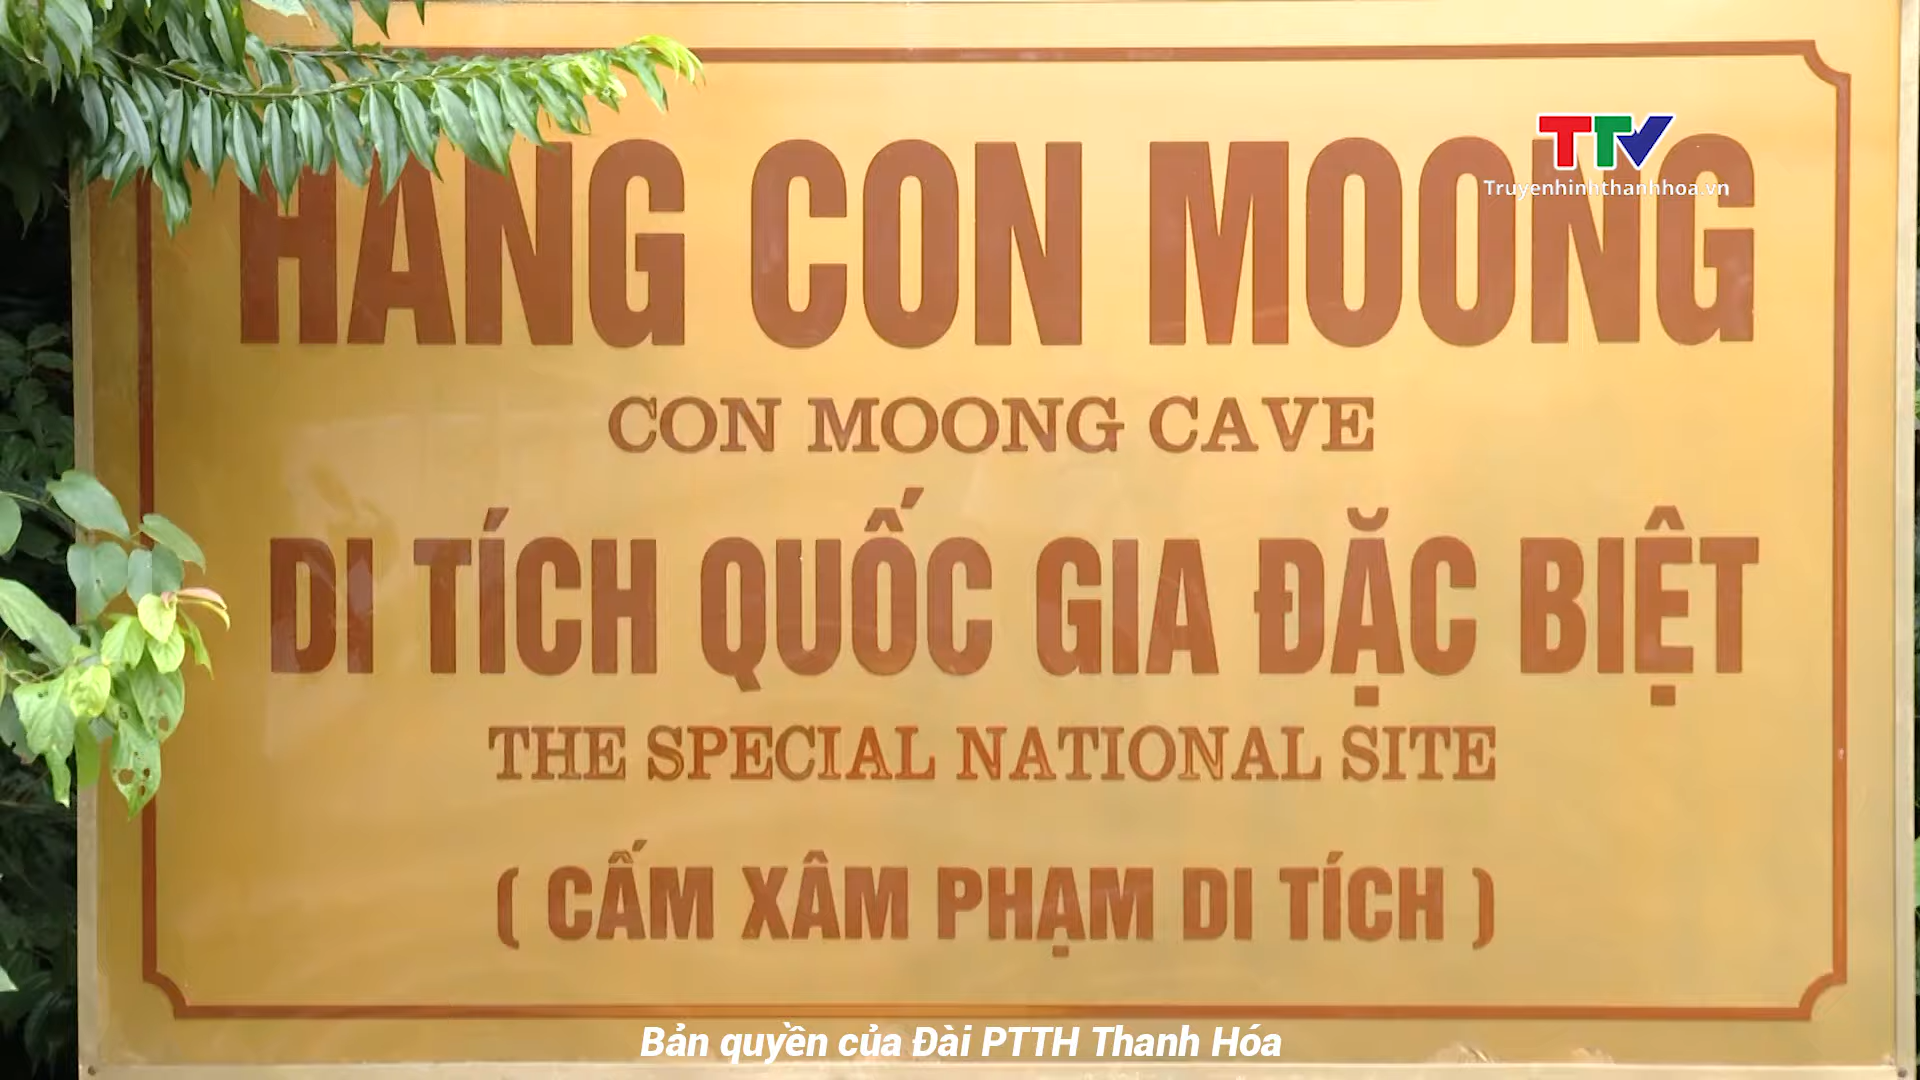 HANG CON MOONG
TTV
Truyenhinhthanhhoa.vn
CON MOONG CAVE
DI TÍCH QUỐC GIA ĐẶC BIỆT
THE SPECIAL NATIONAL SITE
( CẤM XÂM PHẠM DI TÍCH )
Bản quyền của Đài PTTH Thanh Hóa